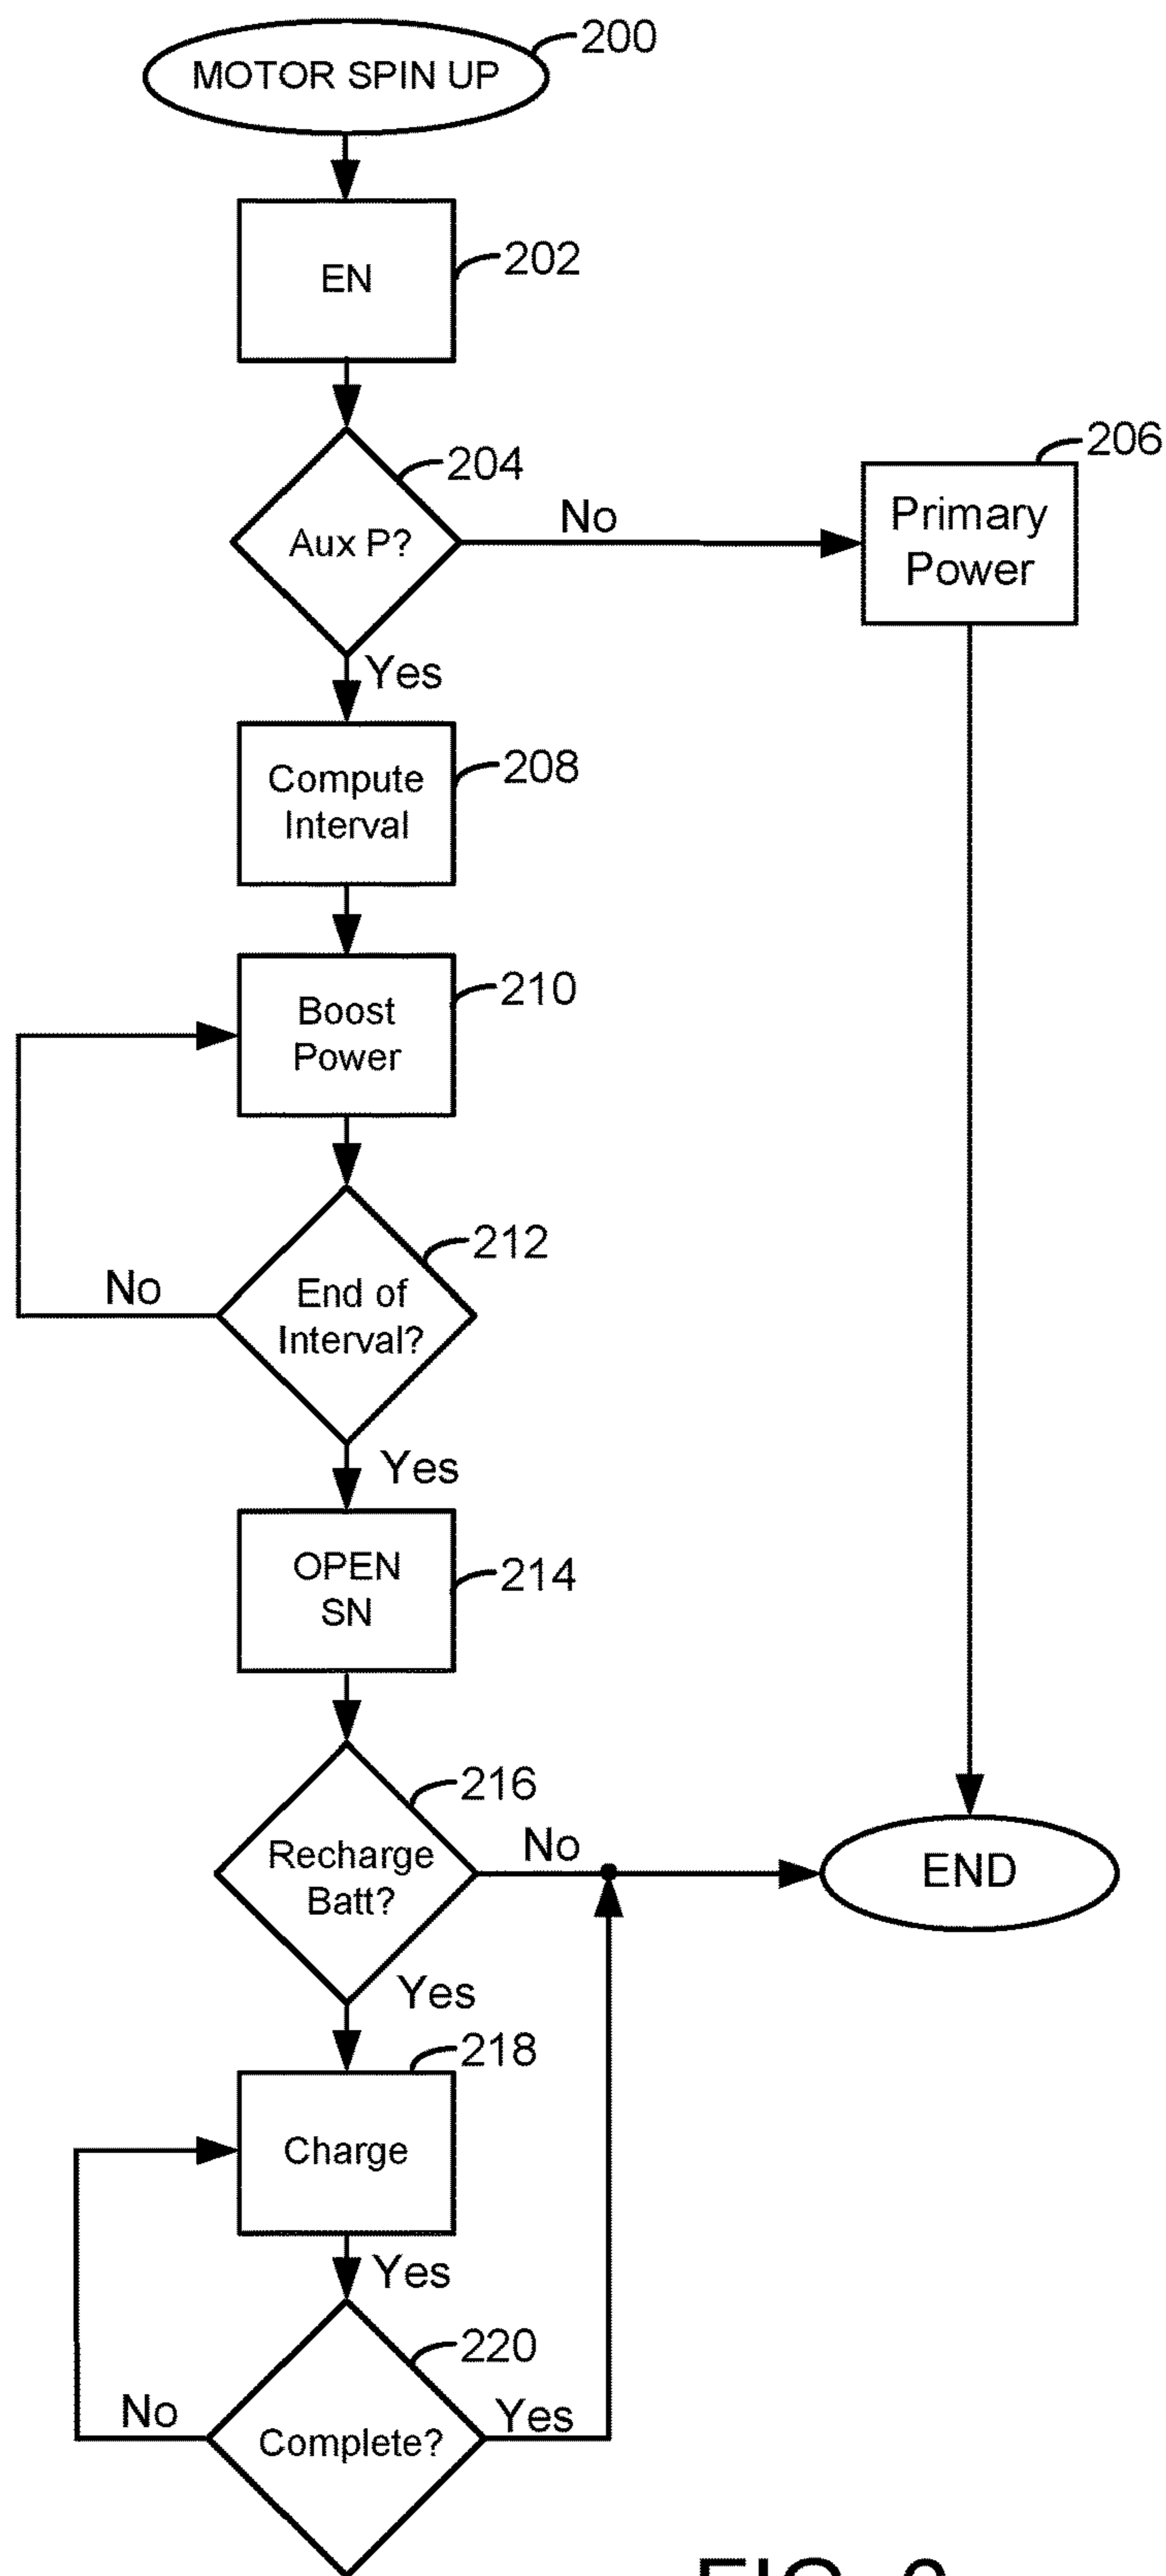 MOTOR SPIN UP
200
EN
202
Aux P?
204
No
Primary
Power
206
Yes
Compute
Interval
208
Boost
Power
210
End of
Interval?
212
No
Yes
OPEN
SN
214
Recharge
Batt?
216
No
END
Yes
218
Charge
Yes
220
No
Complete?
Yes
FIG.